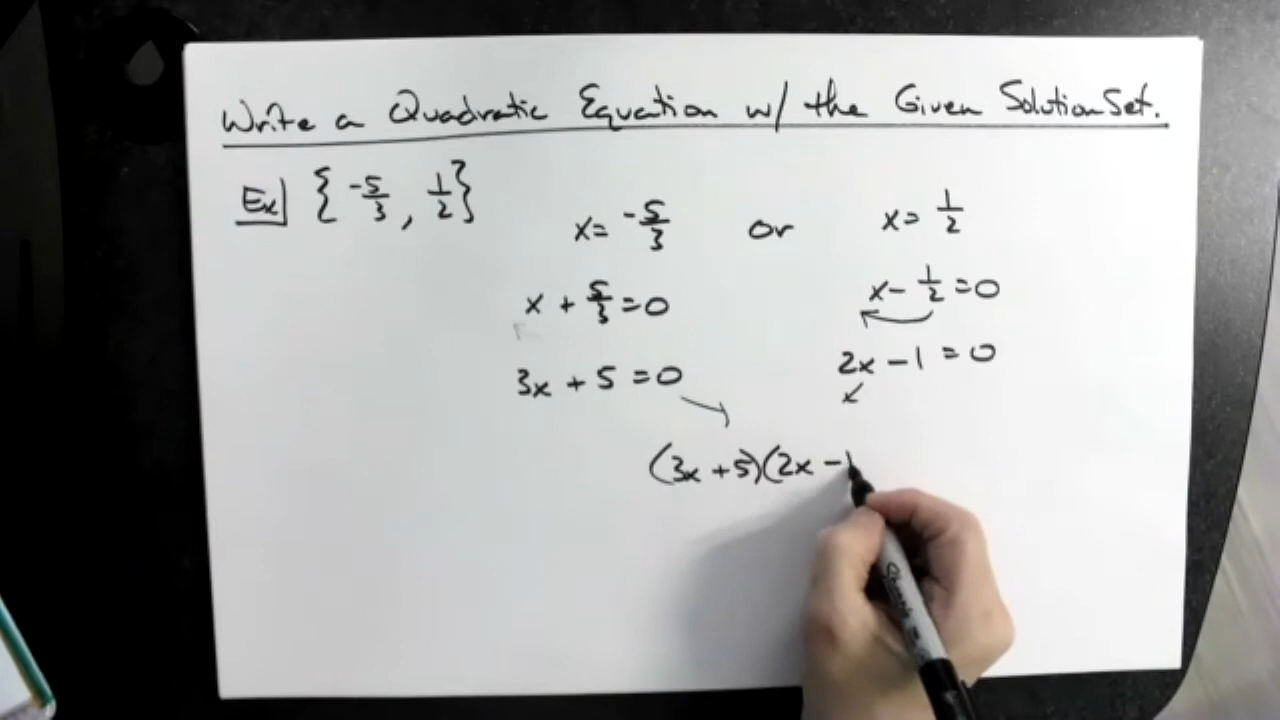 Write a Quadratic Equation w/ the Given Solution Set.
Ex] { -5/3 , 1/2 }
x = -5/3 or x = 1/2
x + 5/3 = 0 x - 1/2 = 0
3x + 5 = 0 2x - 1 = 0
(3x + 5)(2x - 1
Sharpie